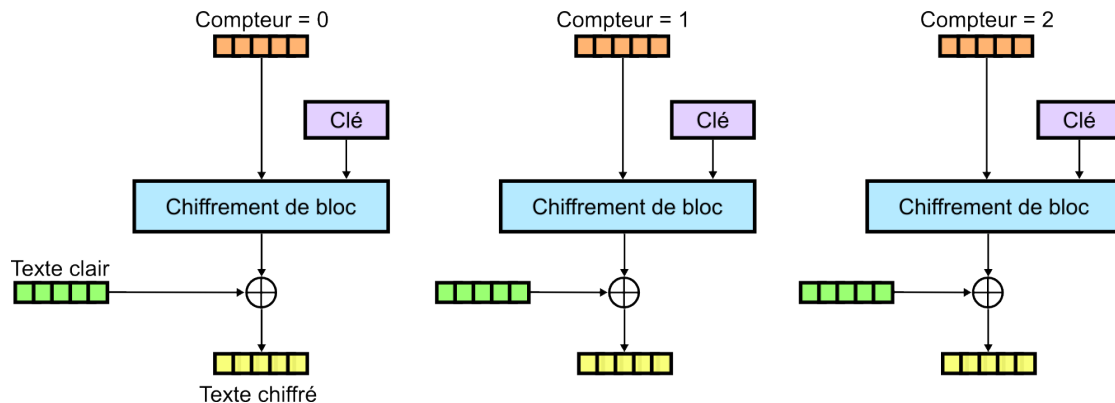 Compteur = 0
Compteur = 1
Compteur = 2
Clé
Clé
Clé
Chiffrement de bloc
Chiffrement de bloc
Chiffrement de bloc
Texte clair
Texte chiffré